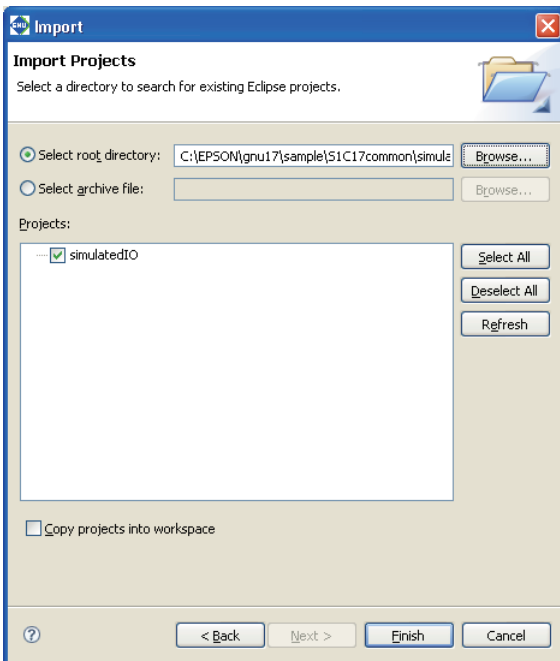 GNU Import
Import Projects
Select a directory to search for existing Eclipse projects.
Select root directory: C:\EPSON\gnu17\sample\S1C17common\simula Browse...
Select archive file: Browse...
Projects:
simulatedIO
Select All
Deselect All
Refresh
Copy projects into workspace
? < Back Next > Finish Cancel